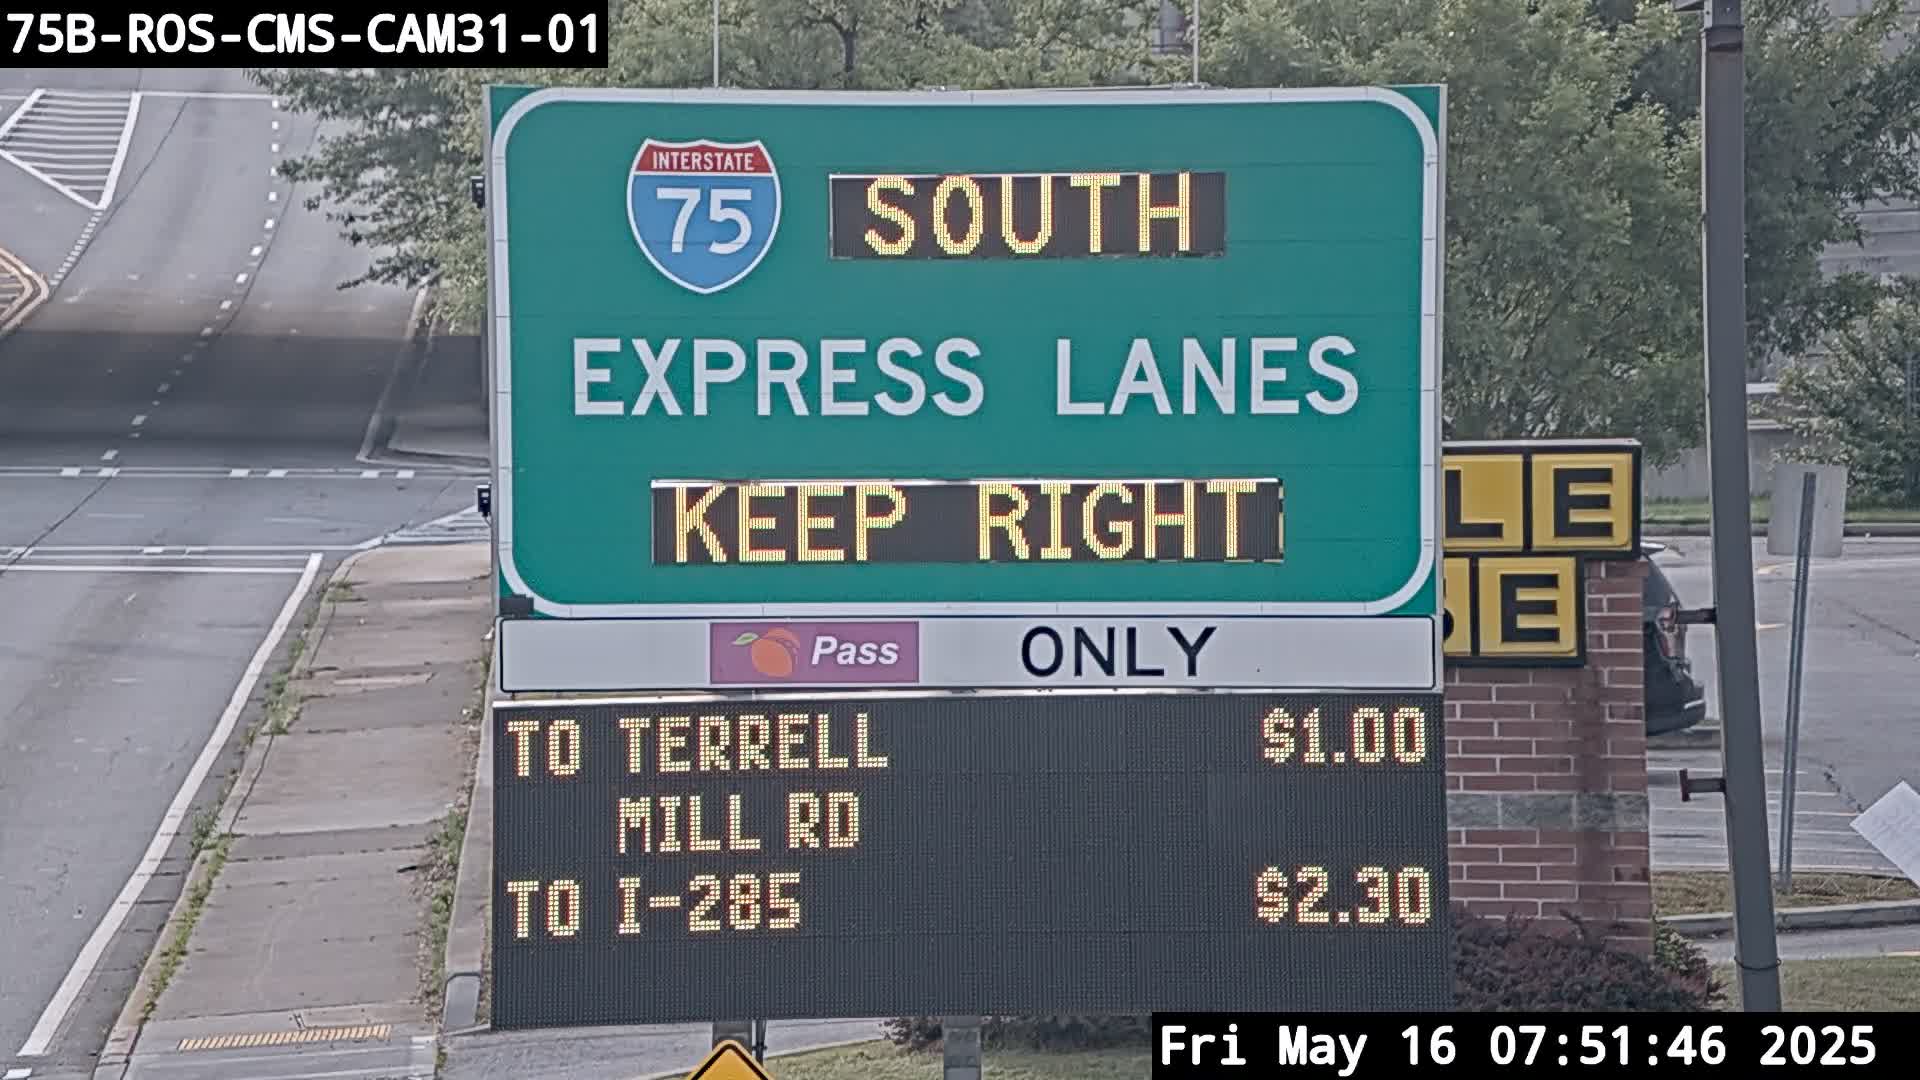 75B-ROS-CMS-CAM31-01
INTERSTATE
75
SOUTH
EXPRESS LANES
KEEP RIGHT
Pass ONLY
TO TERRELL $1.00
MILL RD
TO I-285 $2.30
LE
E
Fri May 16 07:51:46 2025